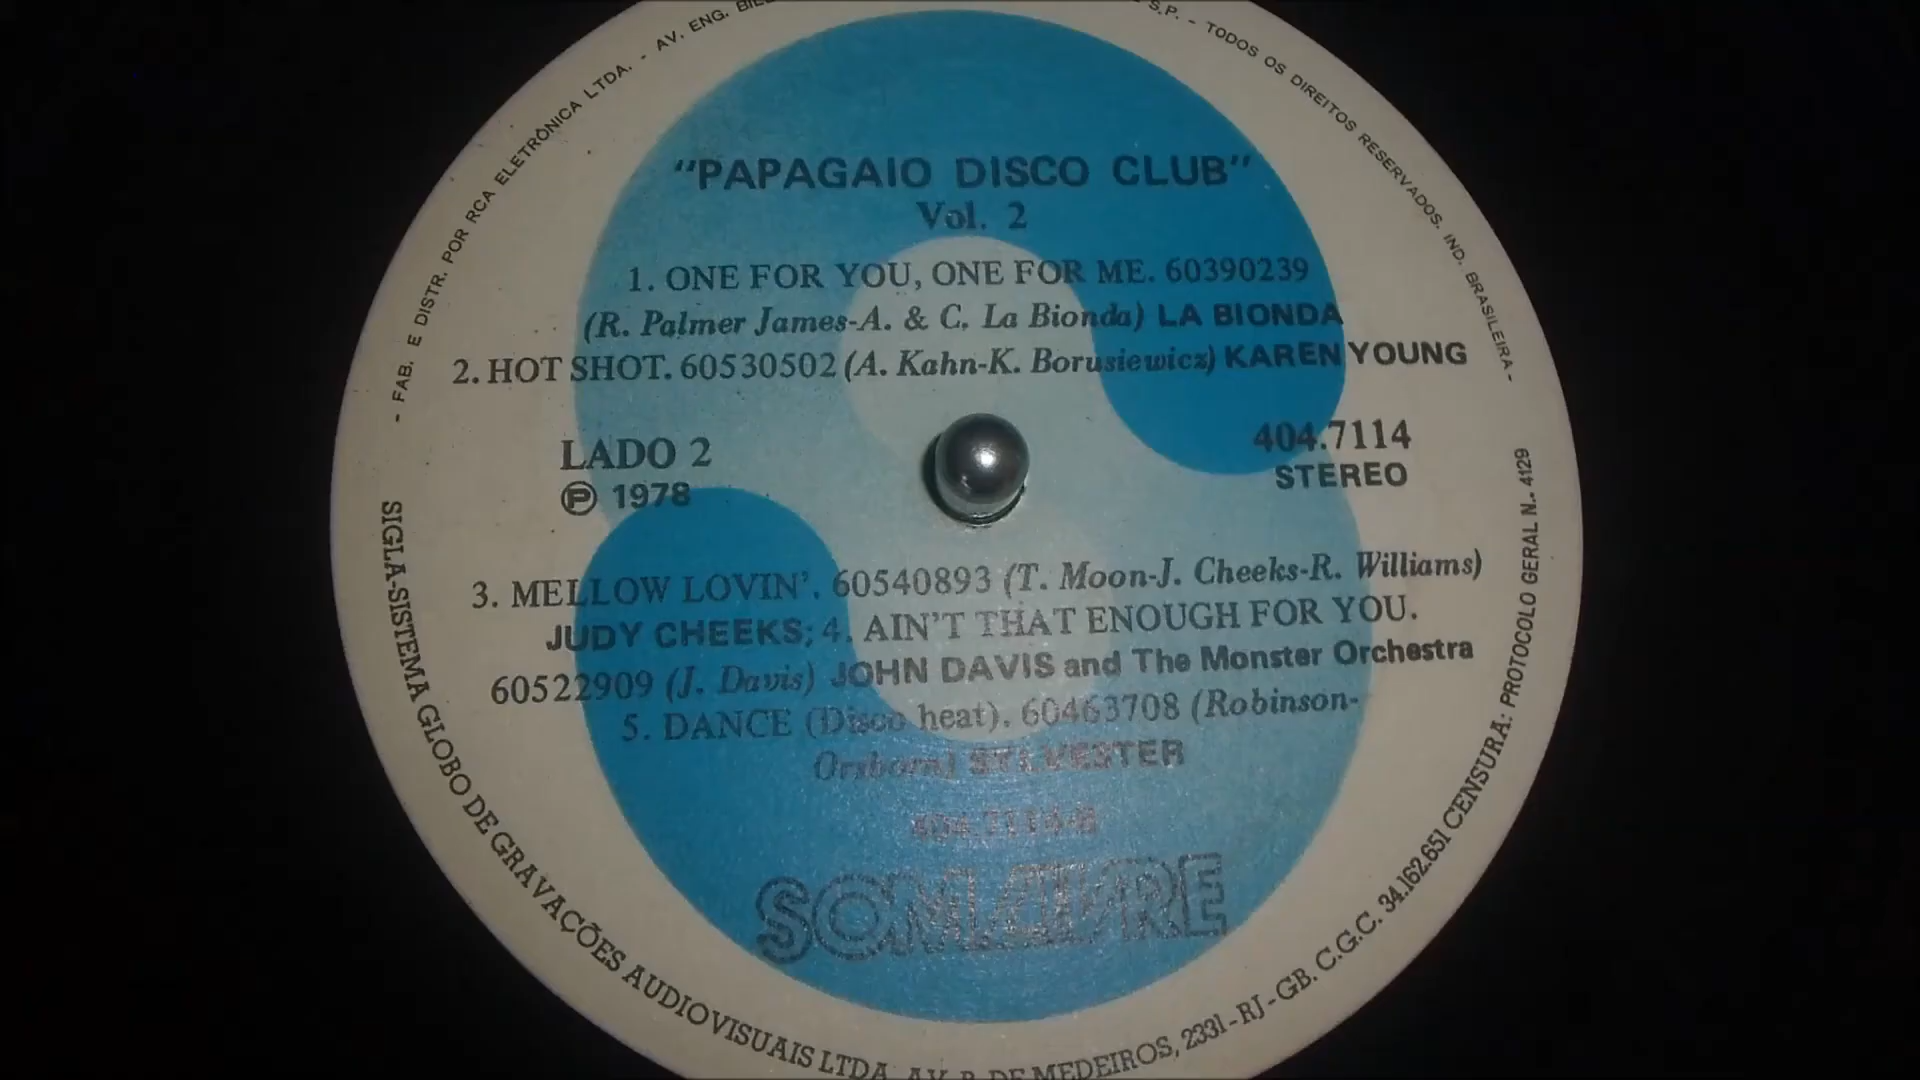 - FAB. E DISTR. POR RCA ELETRÔNICA LTDA. - AV. ENG.
S.P. - TODOS OS DIREITOS RESERVADOS. IND. BRASILEIRA -
"PAPAGAIO DISCO CLUB"
Vol. 2
1. ONE FOR YOU, ONE FOR ME. 60390239
(R. Palmer James-A. & C. La Bionda) LA BIONDA
2. HOT SHOT. 60530502 (A. Kahn-K. Borusiewicz) KAREN YOUNG
LADO 2
404.7114
Ⓟ 1978
STEREO
3. MELLOW LOVIN'. 60540893 (T. Moon-J. Cheeks-R. Williams)
JUDY CHEEKS; 4. AIN'T THAT ENOUGH FOR YOU.
60522909 (J. Davis) JOHN DAVIS and The Monster Orchestra
5. DANCE (Disco heat). 60463708 (Robinson-
Orsborn) SYLVESTER
404.7114-B
SOM LIVRE
SIGLA-SISTEMA GLOBO DE GRAVAÇÕES AUDIOVISUAIS LTDA. AV. P. DE MEDEIROS, 2331-RJ-GB. C.G.C. 34.162.651 CENSURA: PROTOCOLO GERAL N.. 4129